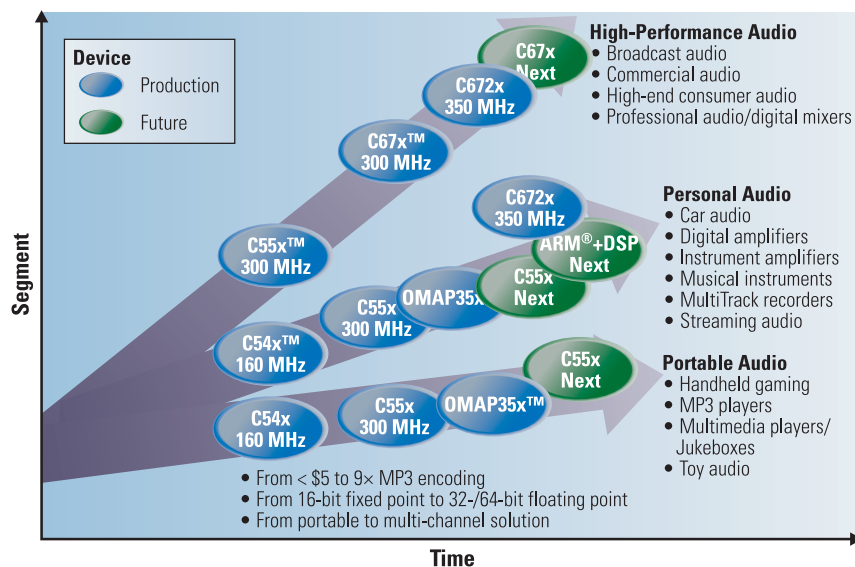 Device
Production
Future
C67x
Next
C672x
350 MHz
C67x™
300 MHz
C55x™
300 MHz
High-Performance Audio
• Broadcast audio
• Commercial audio
• High-end consumer audio
• Professional audio/digital mixers
C672x
350 MHz
ARM®+DSP
Next
C55x
Next
OMAP35x
C55x
300 MHz
C54x™
160 MHz
Personal Audio
• Car audio
• Digital amplifiers
• Instrument amplifiers
• Musical instruments
• MultiTrack recorders
• Streaming audio
C55x
Next
OMAP35x™
C55x
300 MHz
C54x
160 MHz
Portable Audio
• Handheld gaming
• MP3 players
• Multimedia players/
Jukeboxes
• Toy audio
• From < $5 to 9× MP3 encoding
• From 16-bit fixed point to 32-/64-bit floating point
• From portable to multi-channel solution
Segment
Time